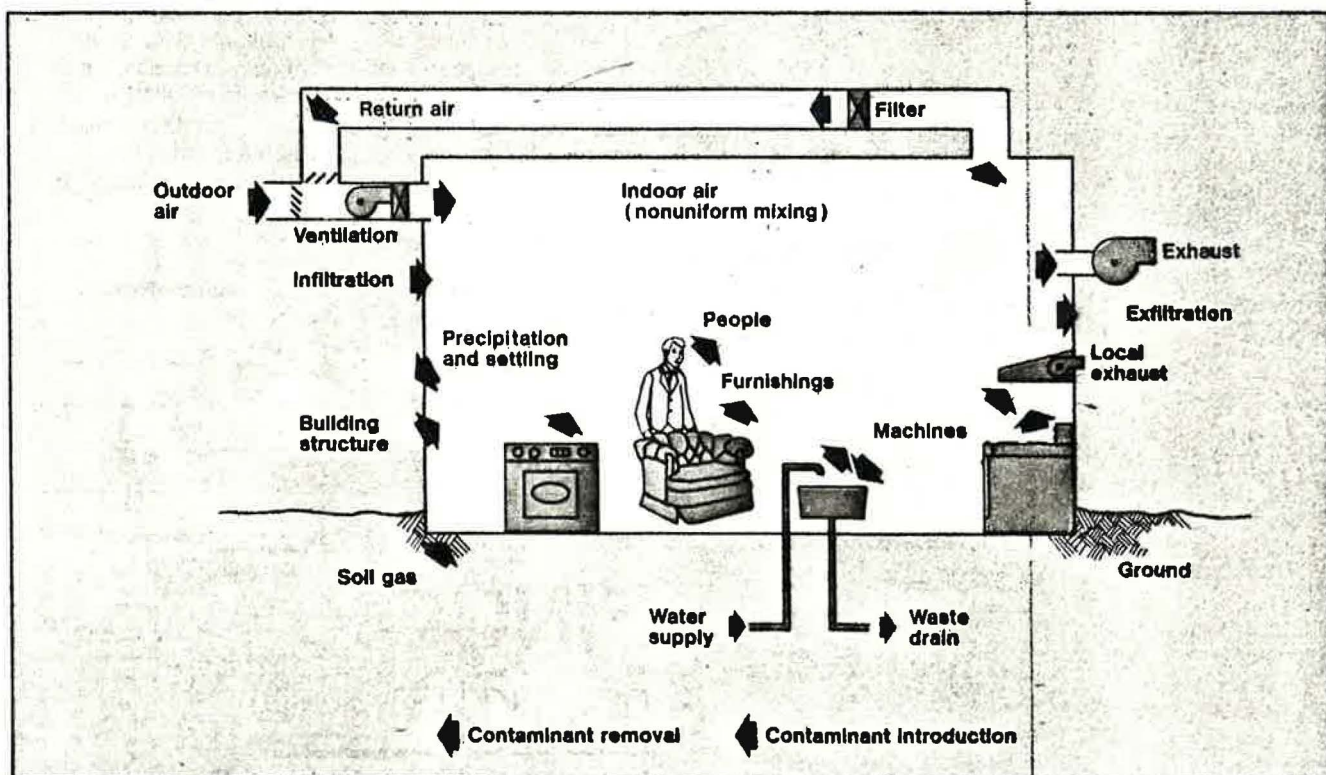 Return air
Filter
Outdoor
air
Indoor air
(nonuniform mixing)
Ventilation
Exhaust
Infiltration
Exfiltration
People
Precipitation
and settling
Local
exhaust
Furnishings
Building
structure
Machines
Soil gas
Ground
Water
supply
Waste
drain
Contaminant removal
Contaminant introduction